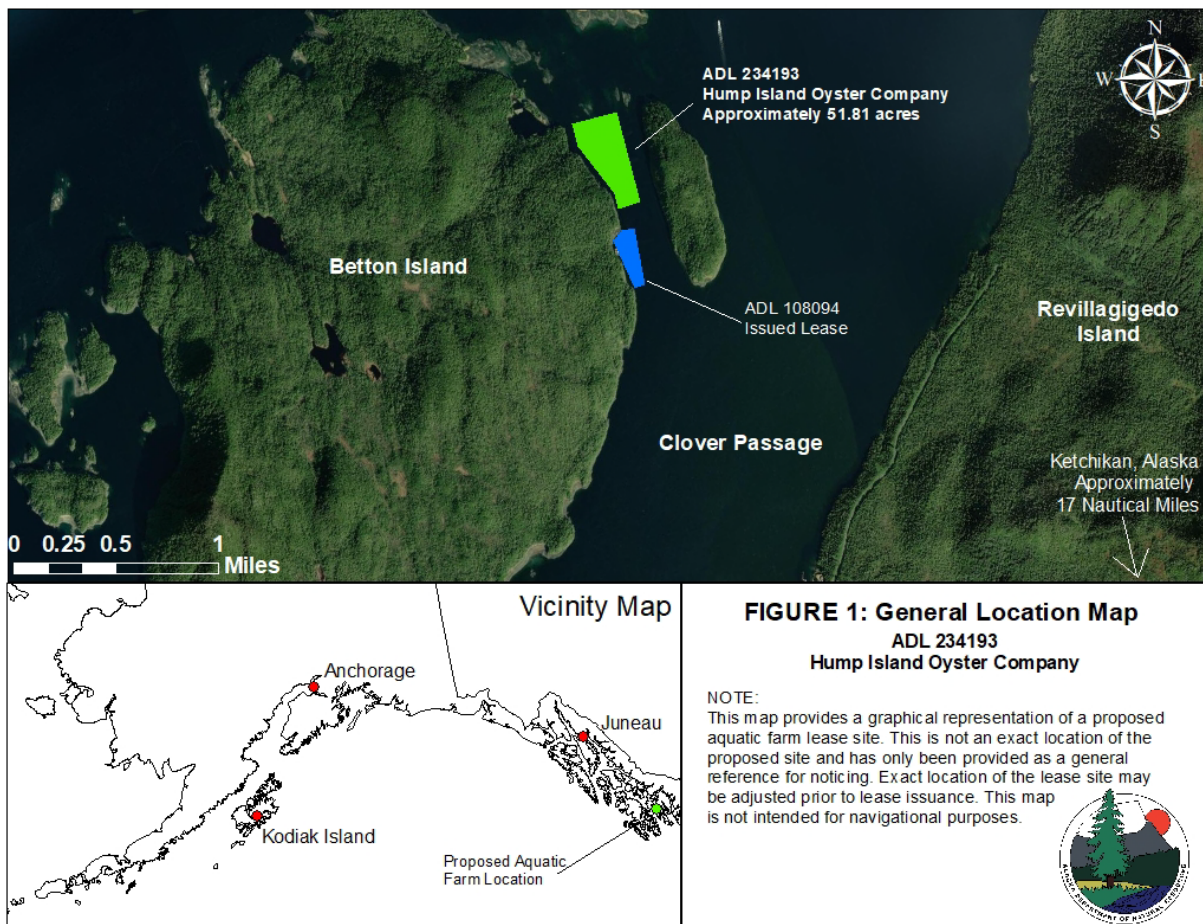 ADL 234193
Hump Island Oyster Company
Approximately 51.81 acres
N
W
E
S
Betton Island
Revillagigedo
Island
ADL 108094
Issued Lease
Clover Passage
Ketchikan, Alaska
Approximately
17 Nautical Miles
0 0.25 0.5 1
Miles
Vicinity Map
Anchorage
Juneau
Kodiak Island
Proposed Aquatic
Farm Location
FIGURE 1: General Location Map
ADL 234193
Hump Island Oyster Company
NOTE:
This map provides a graphical representation of a proposed
aquatic farm lease site. This is not an exact location of the
proposed site and has only been provided as a general
reference for noticing. Exact location of the lease site may
be adjusted prior to lease issuance. This map
is not intended for navigational purposes.
ALASKA DEPARTMENT OF NATURAL RESOURCES